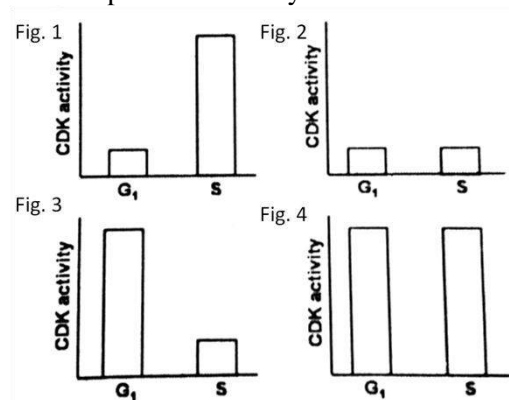 Fig. 1
CDK activity
G₁ S
Fig. 2
CDK activity
G₁ S
Fig. 3
CDK activity
G₁ S
Fig. 4
CDK activity
G₁ S